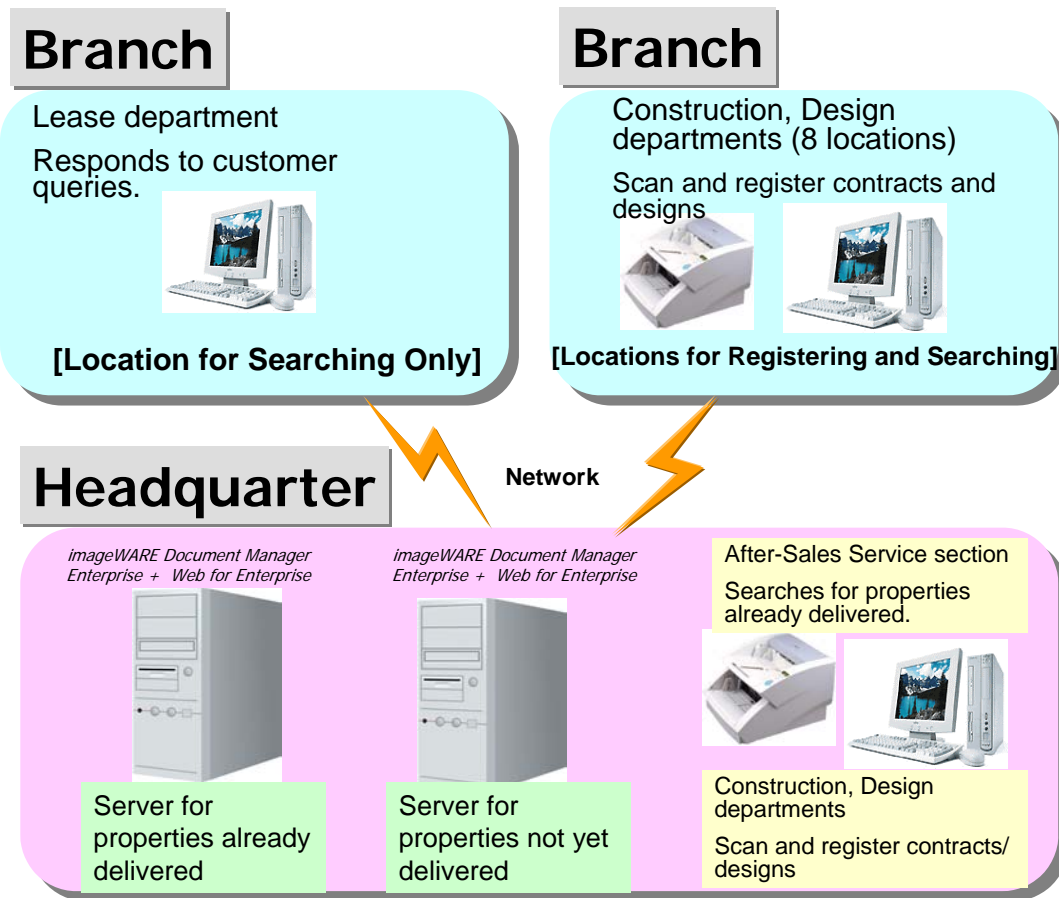 Branch
Lease department
Responds to customer
queries.
[Location for Searching Only]
Branch
Construction, Design
departments (8 locations)
Scan and register contracts and
designs
[Locations for Registering and Searching]
Network
Headquarter
imageWARE Document Manager
Enterprise + Web for Enterprise
Server for
properties already
delivered
imageWARE Document Manager
Enterprise + Web for Enterprise
Server for
properties not yet
delivered
After-Sales Service section
Searches for properties
already delivered.
Construction, Design
departments
Scan and register contracts/
designs